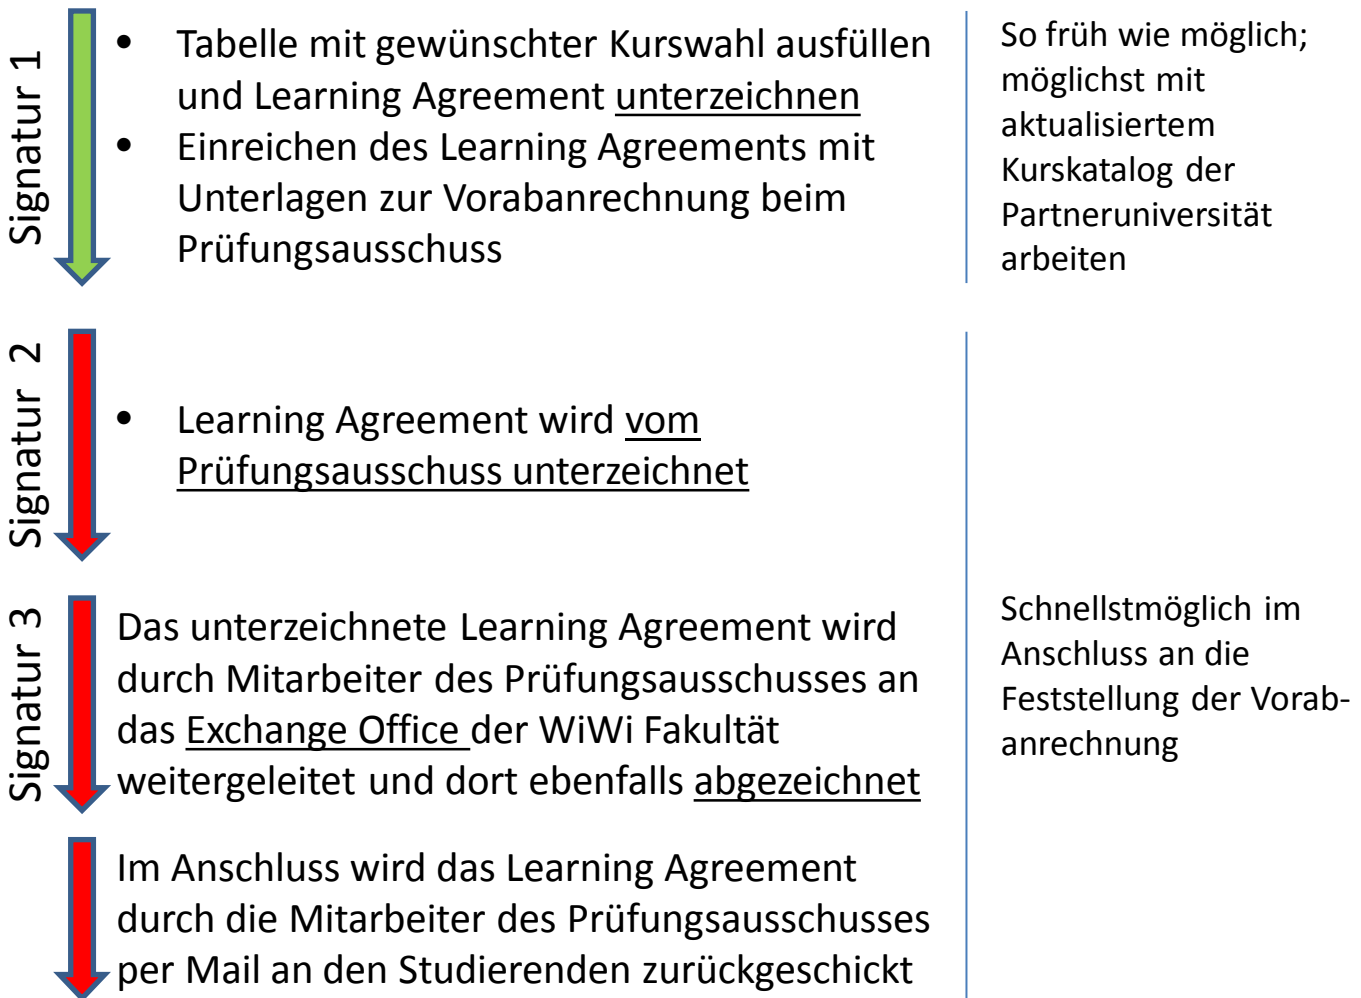 Signatur 1
• Tabelle mit gewünschter Kurswahl ausfüllen
und Learning Agreement unterzeichnen
• Einreichen des Learning Agreements mit
Unterlagen zur Vorabanrechnung beim
Prüfungsausschuss
So früh wie möglich;
möglichst mit
aktualisiertem
Kurskatalog der
Partneruniversität
arbeiten
Signatur 2
• Learning Agreement wird vom
Prüfungsausschuss unterzeichnet
Signatur 3
Das unterzeichnete Learning Agreement wird
durch Mitarbeiter des Prüfungsausschusses an
das Exchange Office der WiWi Fakultät
weitergeleitet und dort ebenfalls abgezeichnet
Schnellstmöglich im
Anschluss an die
Feststellung der Vorab-
anrechnung
Im Anschluss wird das Learning Agreement
durch die Mitarbeiter des Prüfungsausschusses
per Mail an den Studierenden zurückgeschickt